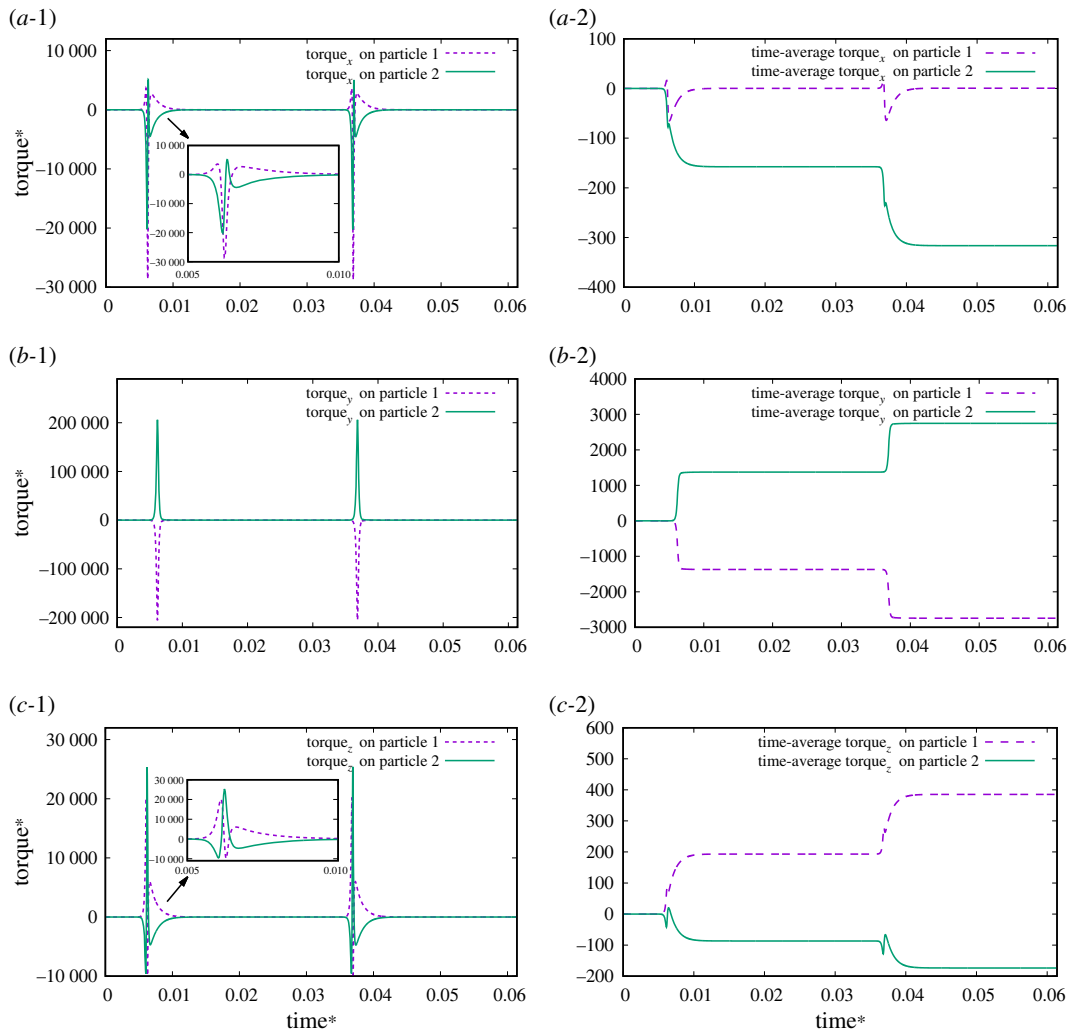 (a-1)
torque*
10 000
0
–10 000
–20 000
–30 000
torque_x on particle 1
torque_x on particle 2
10 000
0
–10 000
–20 000
–30 000
0.005
0.010
0 0.01 0.02 0.03 0.04 0.05 0.06
(a-2)
100
0
–100
–200
–300
–400
time-average torque_x on particle 1
time-average torque_x on particle 2
0 0.01 0.02 0.03 0.04 0.05 0.06
(b-1)
torque*
200 000
100 000
0
–100 000
–200 000
torque_y on particle 1
torque_y on particle 2
0 0.01 0.02 0.03 0.04 0.05 0.06
(b-2)
4000
3000
2000
1000
0
–1000
–2000
–3000
time-average torque_y on particle 1
time-average torque_y on particle 2
0 0.01 0.02 0.03 0.04 0.05 0.06
(c-1)
torque*
30 000
20 000
10 000
0
–10 000
torque_z on particle 1
torque_z on particle 2
30 000
20 000
10 000
0
–10 000
0.005
0.010
0 0.01 0.02 0.03 0.04 0.05 0.06
time*
(c-2)
600
500
400
300
200
100
0
–100
–200
time-average torque_z on particle 1
time-average torque_z on particle 2
0 0.01 0.02 0.03 0.04 0.05 0.06
time*